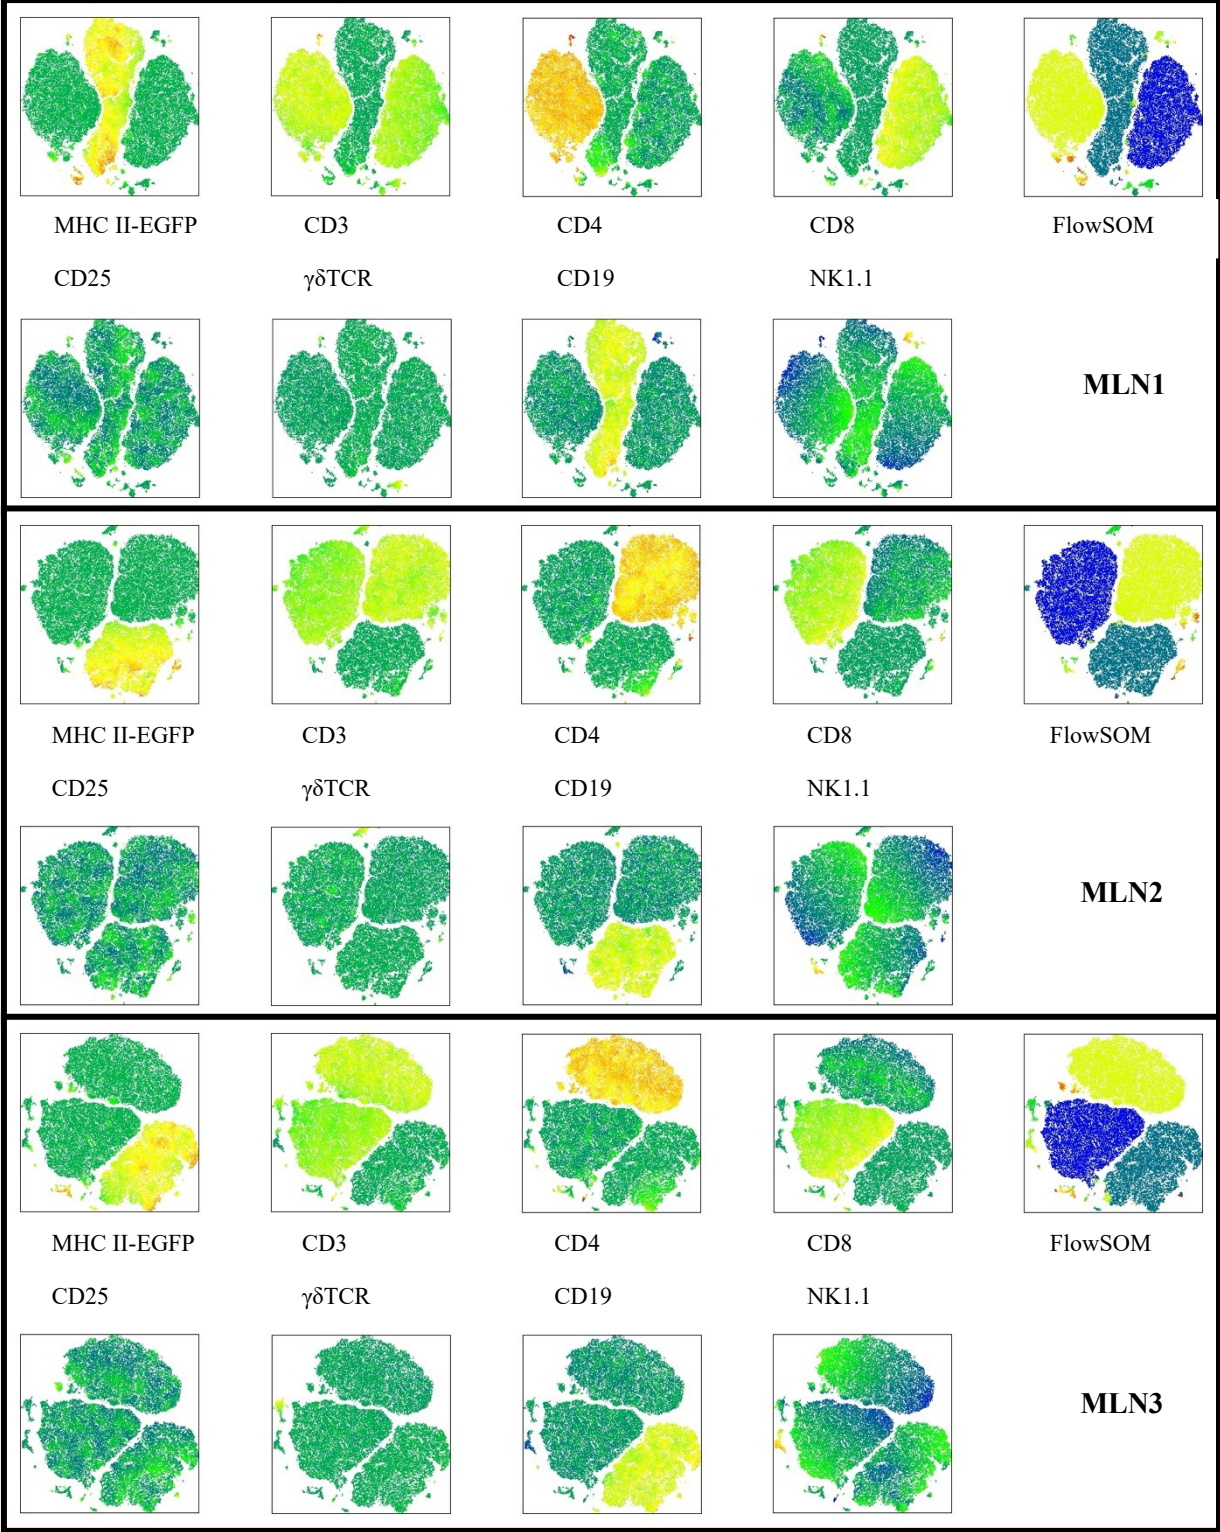 MHC II-EGFP CD3 CD4 CD8 FlowSOM
CD25 γδTCR CD19 NK1.1
MLN1
MHC II-EGFP CD3 CD4 CD8 FlowSOM
CD25 γδTCR CD19 NK1.1
MLN2
MHC II-EGFP CD3 CD4 CD8 FlowSOM
CD25 γδTCR CD19 NK1.1
MLN3